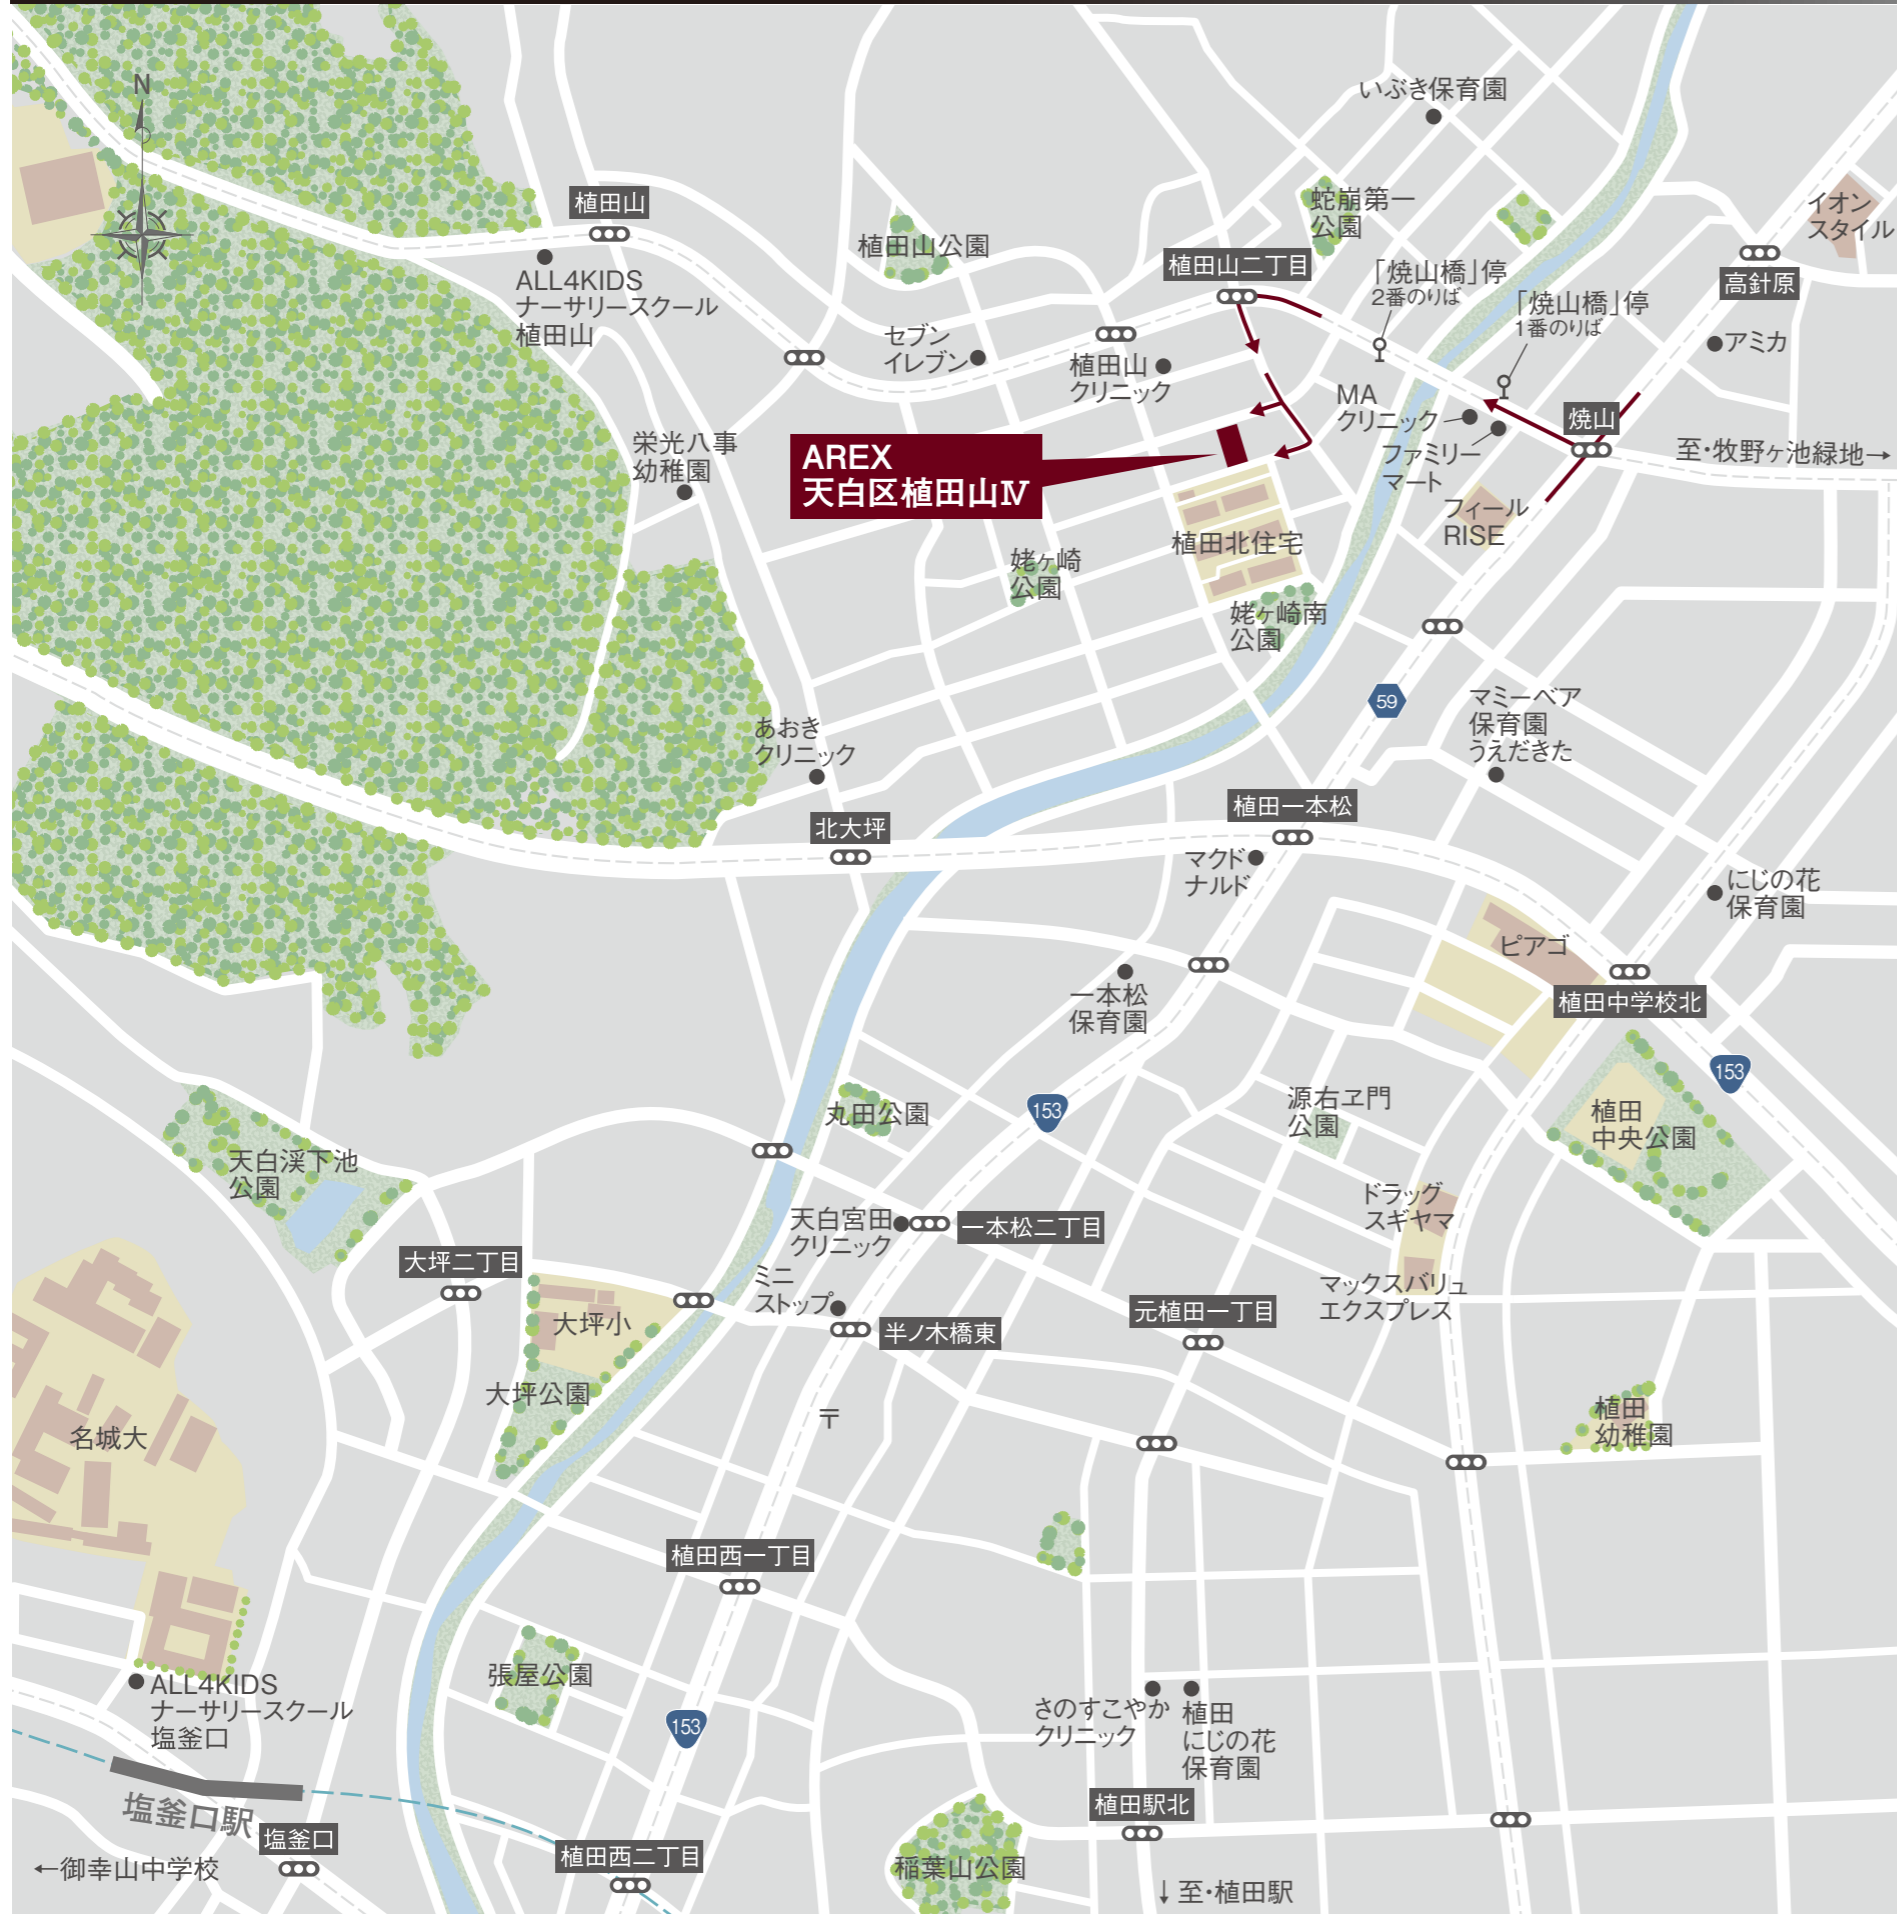 N
いぶき保育園
植田山
蛇崩第一
公園
イオン
スタイル
植田山公園
植田山二丁目
高針原
ALL4KIDS
ナーサリースクール
植田山
「焼山橋」停
2番のりば
「焼山橋」停
1番のりば
セブン
イレブン
植田山
クリニック
アミカ
MA
クリニック
焼山
ファミリー
マート
至・牧野ヶ池緑地→
栄光八事
幼稚園
AREX
天白区植田山Ⅳ
フィール
RISE
植田北住宅
姥ヶ崎
公園
姥ヶ崎南
公園
59
マミーベア
保育園
うえだきた
あおき
クリニック
北大坪
植田一本松
マクド
ナルド
にじの花
保育園
ピアゴ
一本松
保育園
植田中学校北
153
丸田公園
153
源右ヱ門
公園
植田
中央公園
天白渓下池
公園
ドラッグ
スギヤマ
天白宮田
クリニック
一本松二丁目
大坪二丁目
ミニ
ストップ
マックスバリュ
エクスプレス
大坪小
半ノ木橋東
元植田一丁目
大坪公園
〒
植田
幼稚園
名城大
植田西一丁目
張屋公園
ALL4KIDS
ナーサリースクール
塩釜口
153
さのすこやか
クリニック
植田
にじの花
保育園
塩釜口駅
塩釜口
植田駅北
植田西二丁目
←御幸山中学校
稲葉山公園
↓至・植田駅